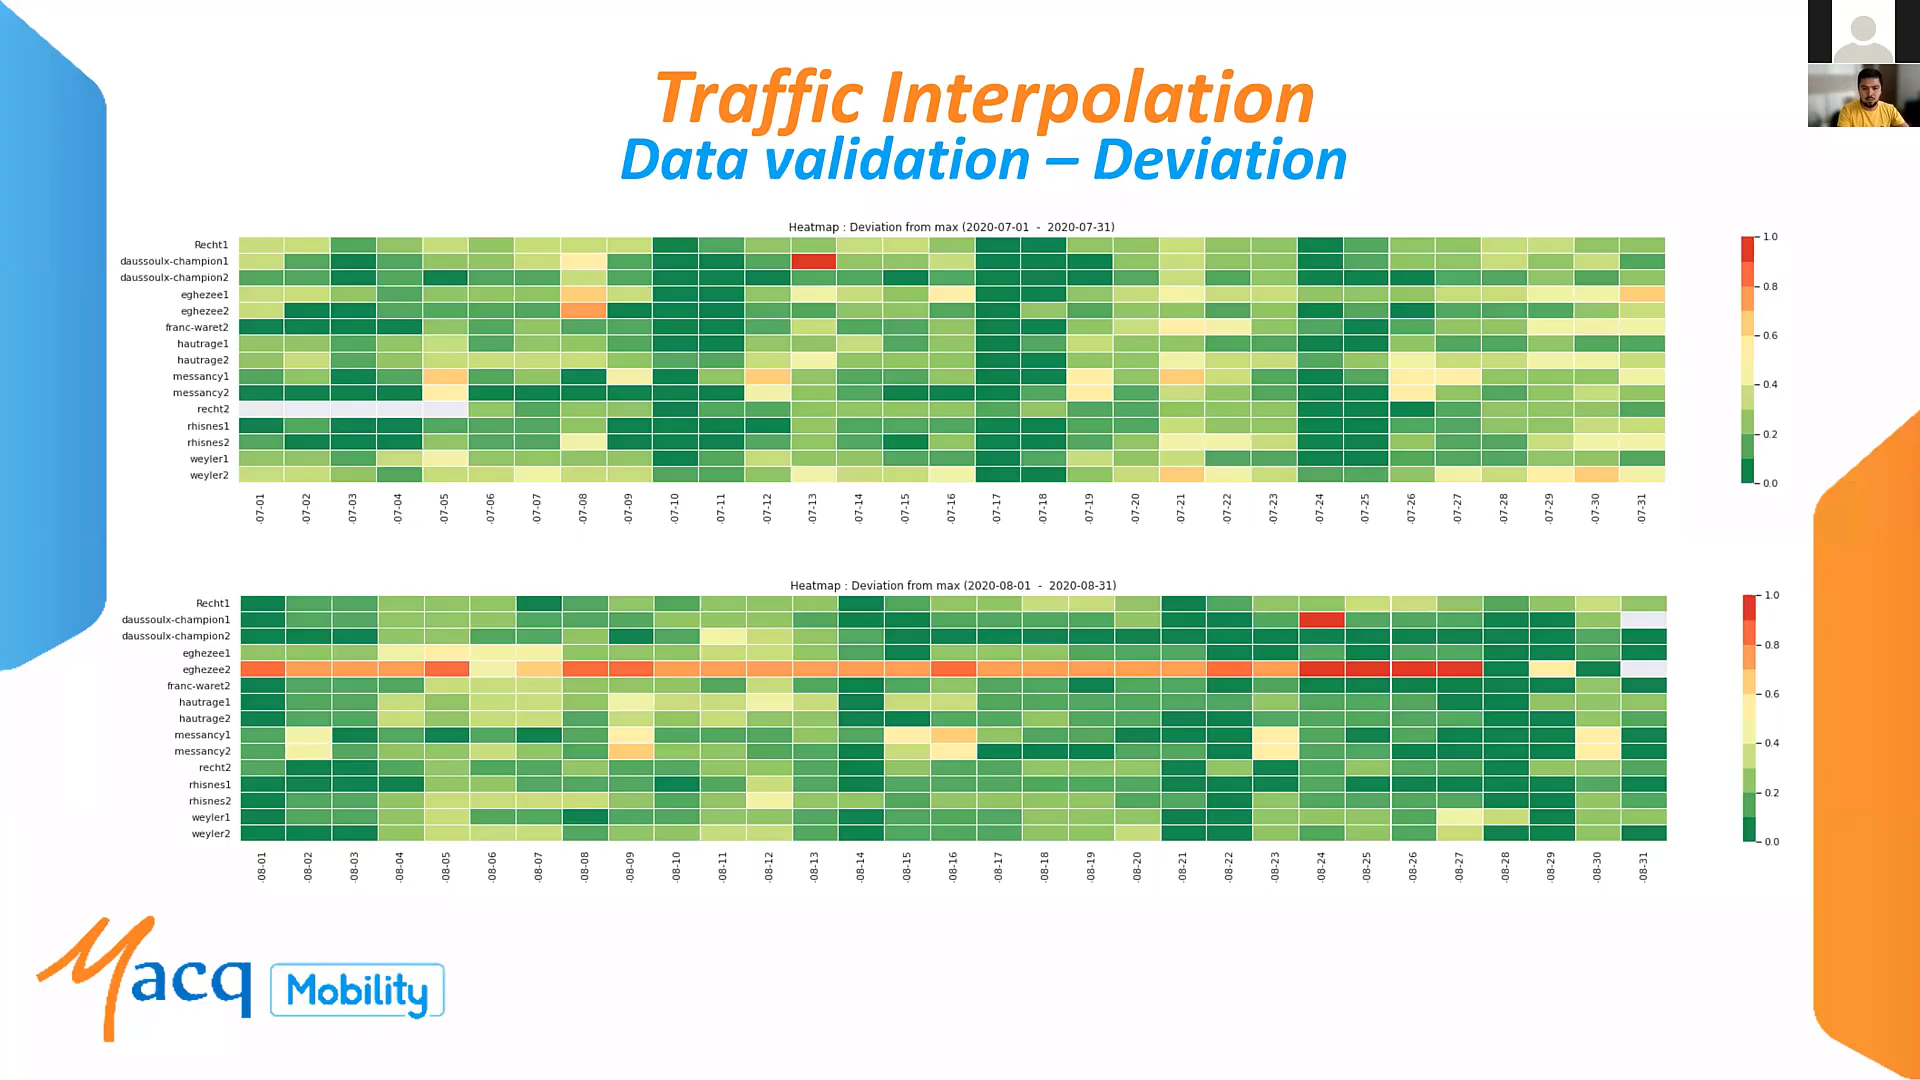 Traffic Interpolation
Data validation – Deviation
Heatmap : Deviation from max (2020-07-01 - 2020-07-31)
Recht1
daussoulx-champion1
daussoulx-champion2
eghezee1
eghezee2
franc-waret2
hautrage1
hautrage2
messancy1
messancy2
recht2
rhisnes1
rhisnes2
weyler1
weyler2
-07-01 -07-02 -07-03 -07-04 -07-05 -07-06 -07-07 -07-08 -07-09 -07-10 -07-11 -07-12 -07-13 -07-14 -07-15 -07-16 -07-17 -07-18 -07-19 -07-20 -07-21 -07-22 -07-23 -07-24 -07-25 -07-26 -07-27 -07-28 -07-29 -07-30 -07-31
1.0
0.8
0.6
0.4
0.2
0.0
Heatmap : Deviation from max (2020-08-01 - 2020-08-31)
Recht1
daussoulx-champion1
daussoulx-champion2
eghezee1
eghezee2
franc-waret2
hautrage1
hautrage2
messancy1
messancy2
recht2
rhisnes1
rhisnes2
weyler1
weyler2
-08-01 -08-02 -08-03 -08-04 -08-05 -08-06 -08-07 -08-08 -08-09 -08-10 -08-11 -08-12 -08-13 -08-14 -08-15 -08-16 -08-17 -08-18 -08-19 -08-20 -08-21 -08-22 -08-23 -08-24 -08-25 -08-26 -08-27 -08-28 -08-29 -08-30 -08-31
1.0
0.8
0.6
0.4
0.2
0.0
Macq Mobility